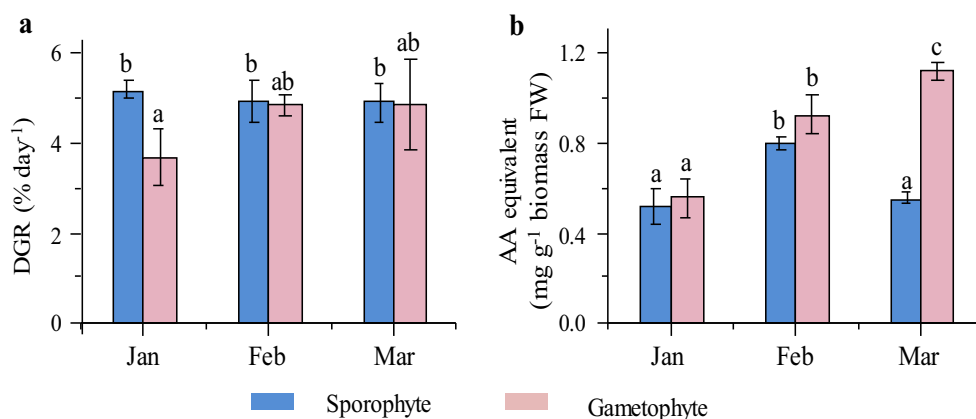 a
DGR (% day⁻¹)
6
4
2
0
b
a
b
ab
b
ab
Jan Feb Mar
b
AA equivalent
(mg g⁻¹ biomass FW)
1.2
0.8
0.4
0.0
a
a
b
b
a
c
Jan Feb Mar
Sporophyte Gametophyte